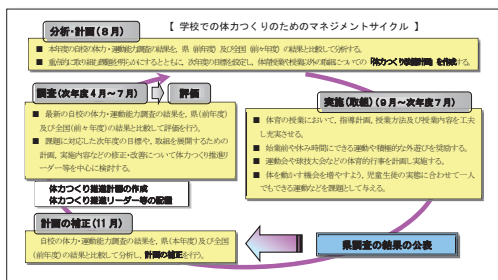 【 学校での体力つくりのためのマネジメントサイクル 】
分析・計画(8月)
■ 本年度の自校の体力・運動能力調査の結果を、県(前年度)及び全国(前々年度)の結果と比較して分析する。
■ 重点的に取り組む課題を明らかにするとともに、次年度の目標を設定し、体育授業や授業以外の取組についての「体力つくり推進計画」を作成する。
調査(次年度4月~7月)
評価
■ 最新の自校の体力・運動能力調査の結果を、県(前年度)
及び全国(前々年度)の結果と比較して評価を行う。
■ 課題に対応した次年度の目標や、取組を展開するための
計画、実施内容などの修正・改善について体力つくり推進リ
ーダー等を中心に検討する。
実施(取組)(9月~次年度7月)
■ 体育の授業において、指導計画、授業方法及び授業内容を工夫
し充実させる。
■ 始業前や休み時間にできる運動や積極的な外遊びを奨励する。
■ 運動会や球技大会などの体育的行事を計画し実施する。
■ 体を動かす機会を増やすよう、児童生徒の実態に合わせて一人
でもできる運動などを課題として与える。
体力つくり推進計画の作成
体力つくり推進リーダー等の配置
計画の補正(11月)
自校の体力・運動能力調査の結果を、県(本年度)及び全国
(前年度)の結果と比較して分析し、計画の補正を行う。
県調査の結果の公表